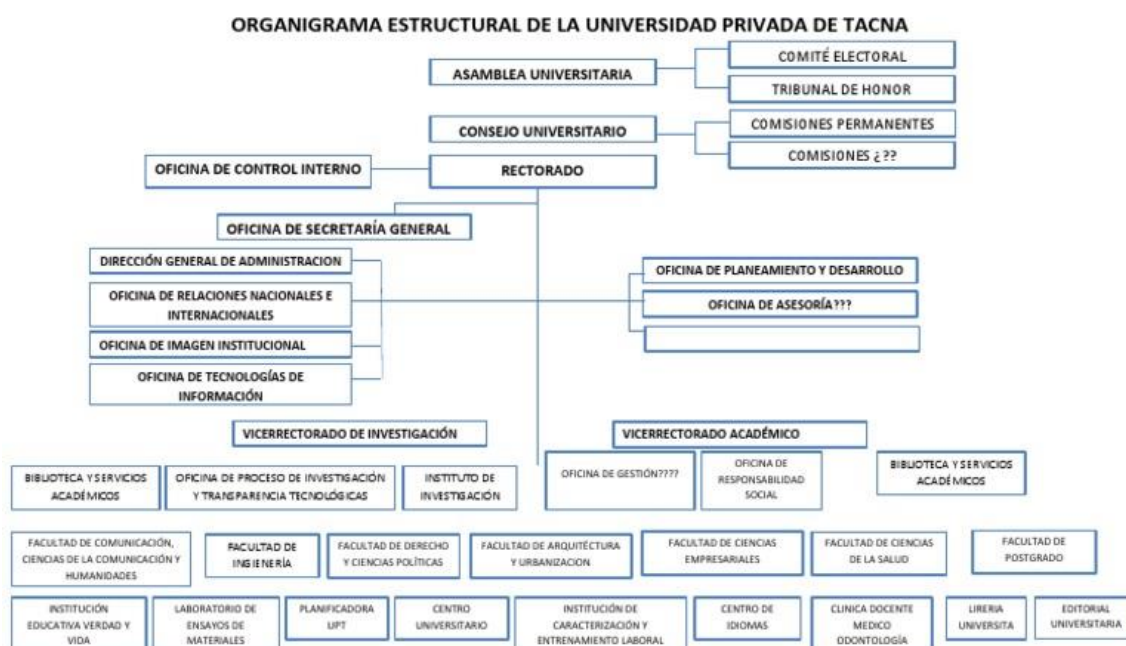 ORGANIGRAMA ESTRUCTURAL DE LA UNIVERSIDAD PRIVADA DE TACNA
ASAMBLEA UNIVERSITARIA
COMITÉ ELECTORAL
TRIBUNAL DE HONOR
CONSEJO UNIVERSITARIO
COMISIONES PERMANENTES
COMISIONES ¿??
OFICINA DE CONTROL INTERNO
RECTORADO
OFICINA DE SECRETARÍA GENERAL
DIRECCIÓN GENERAL DE ADMINISTRACION
OFICINA DE RELACIONES NACIONALES E
INTERNACIONALES
OFICINA DE IMAGEN INSTITUCIONAL
OFICINA DE TECNOLOGÍAS DE
INFORMACIÓN
OFICINA DE PLANEAMIENTO Y DESARROLLO
OFICINA DE ASESORÍA???
VICERRECTORADO DE INVESTIGACIÓN
VICERRECTORADO ACADÉMICO
BIBLIOTECA Y SERVICIOS
ACADÉMICOS
OFICINA DE PROCESO DE INVESTIGACIÓN
Y TRANSPARENCIA TECNOLÓGICAS
INSTITUTO DE
INVESTIGACIÓN
OFICINA DE GESTIÓN????
OFICINA DE
RESPONSABILIDAD
SOCIAL
BIBLIOTECA Y SERVICIOS
ACADÉMICOS
FACULTAD DE COMUNICACIÓN,
CIENCIAS DE LA COMUNICACIÓN Y
HUMANIDADES
FACULTAD DE
INGIENERÍA
FACULTAD DE DERECHO
Y CIENCIAS POLÍTICAS
FACULTAD DE ARQUITÉCTURA
Y URBANIZACION
FACULTAD DE CIENCIAS
EMPRESARIALES
FACULTAD DE CIENCIAS
DE LA SALUD
FACULTAD DE
POSTGRADO
INSTITUCIÓN
EDUCATIVA VERDAD Y
VIDA
LABORATORIO DE
ENSAYOS DE
MATERIALES
PLANIFICADORA
UPT
CENTRO
UNIVERSITARIO
INSTITUCIÓN DE
CARACTERIZACIÓN Y
ENTRENAMIENTO LABORAL
CENTRO DE
IDIOMAS
CLINICA DOCENTE
MEDICO
ODONTOLOGÍA
LIRERIA
UNIVERSITA
EDITORIAL
UNIVERSITARIA